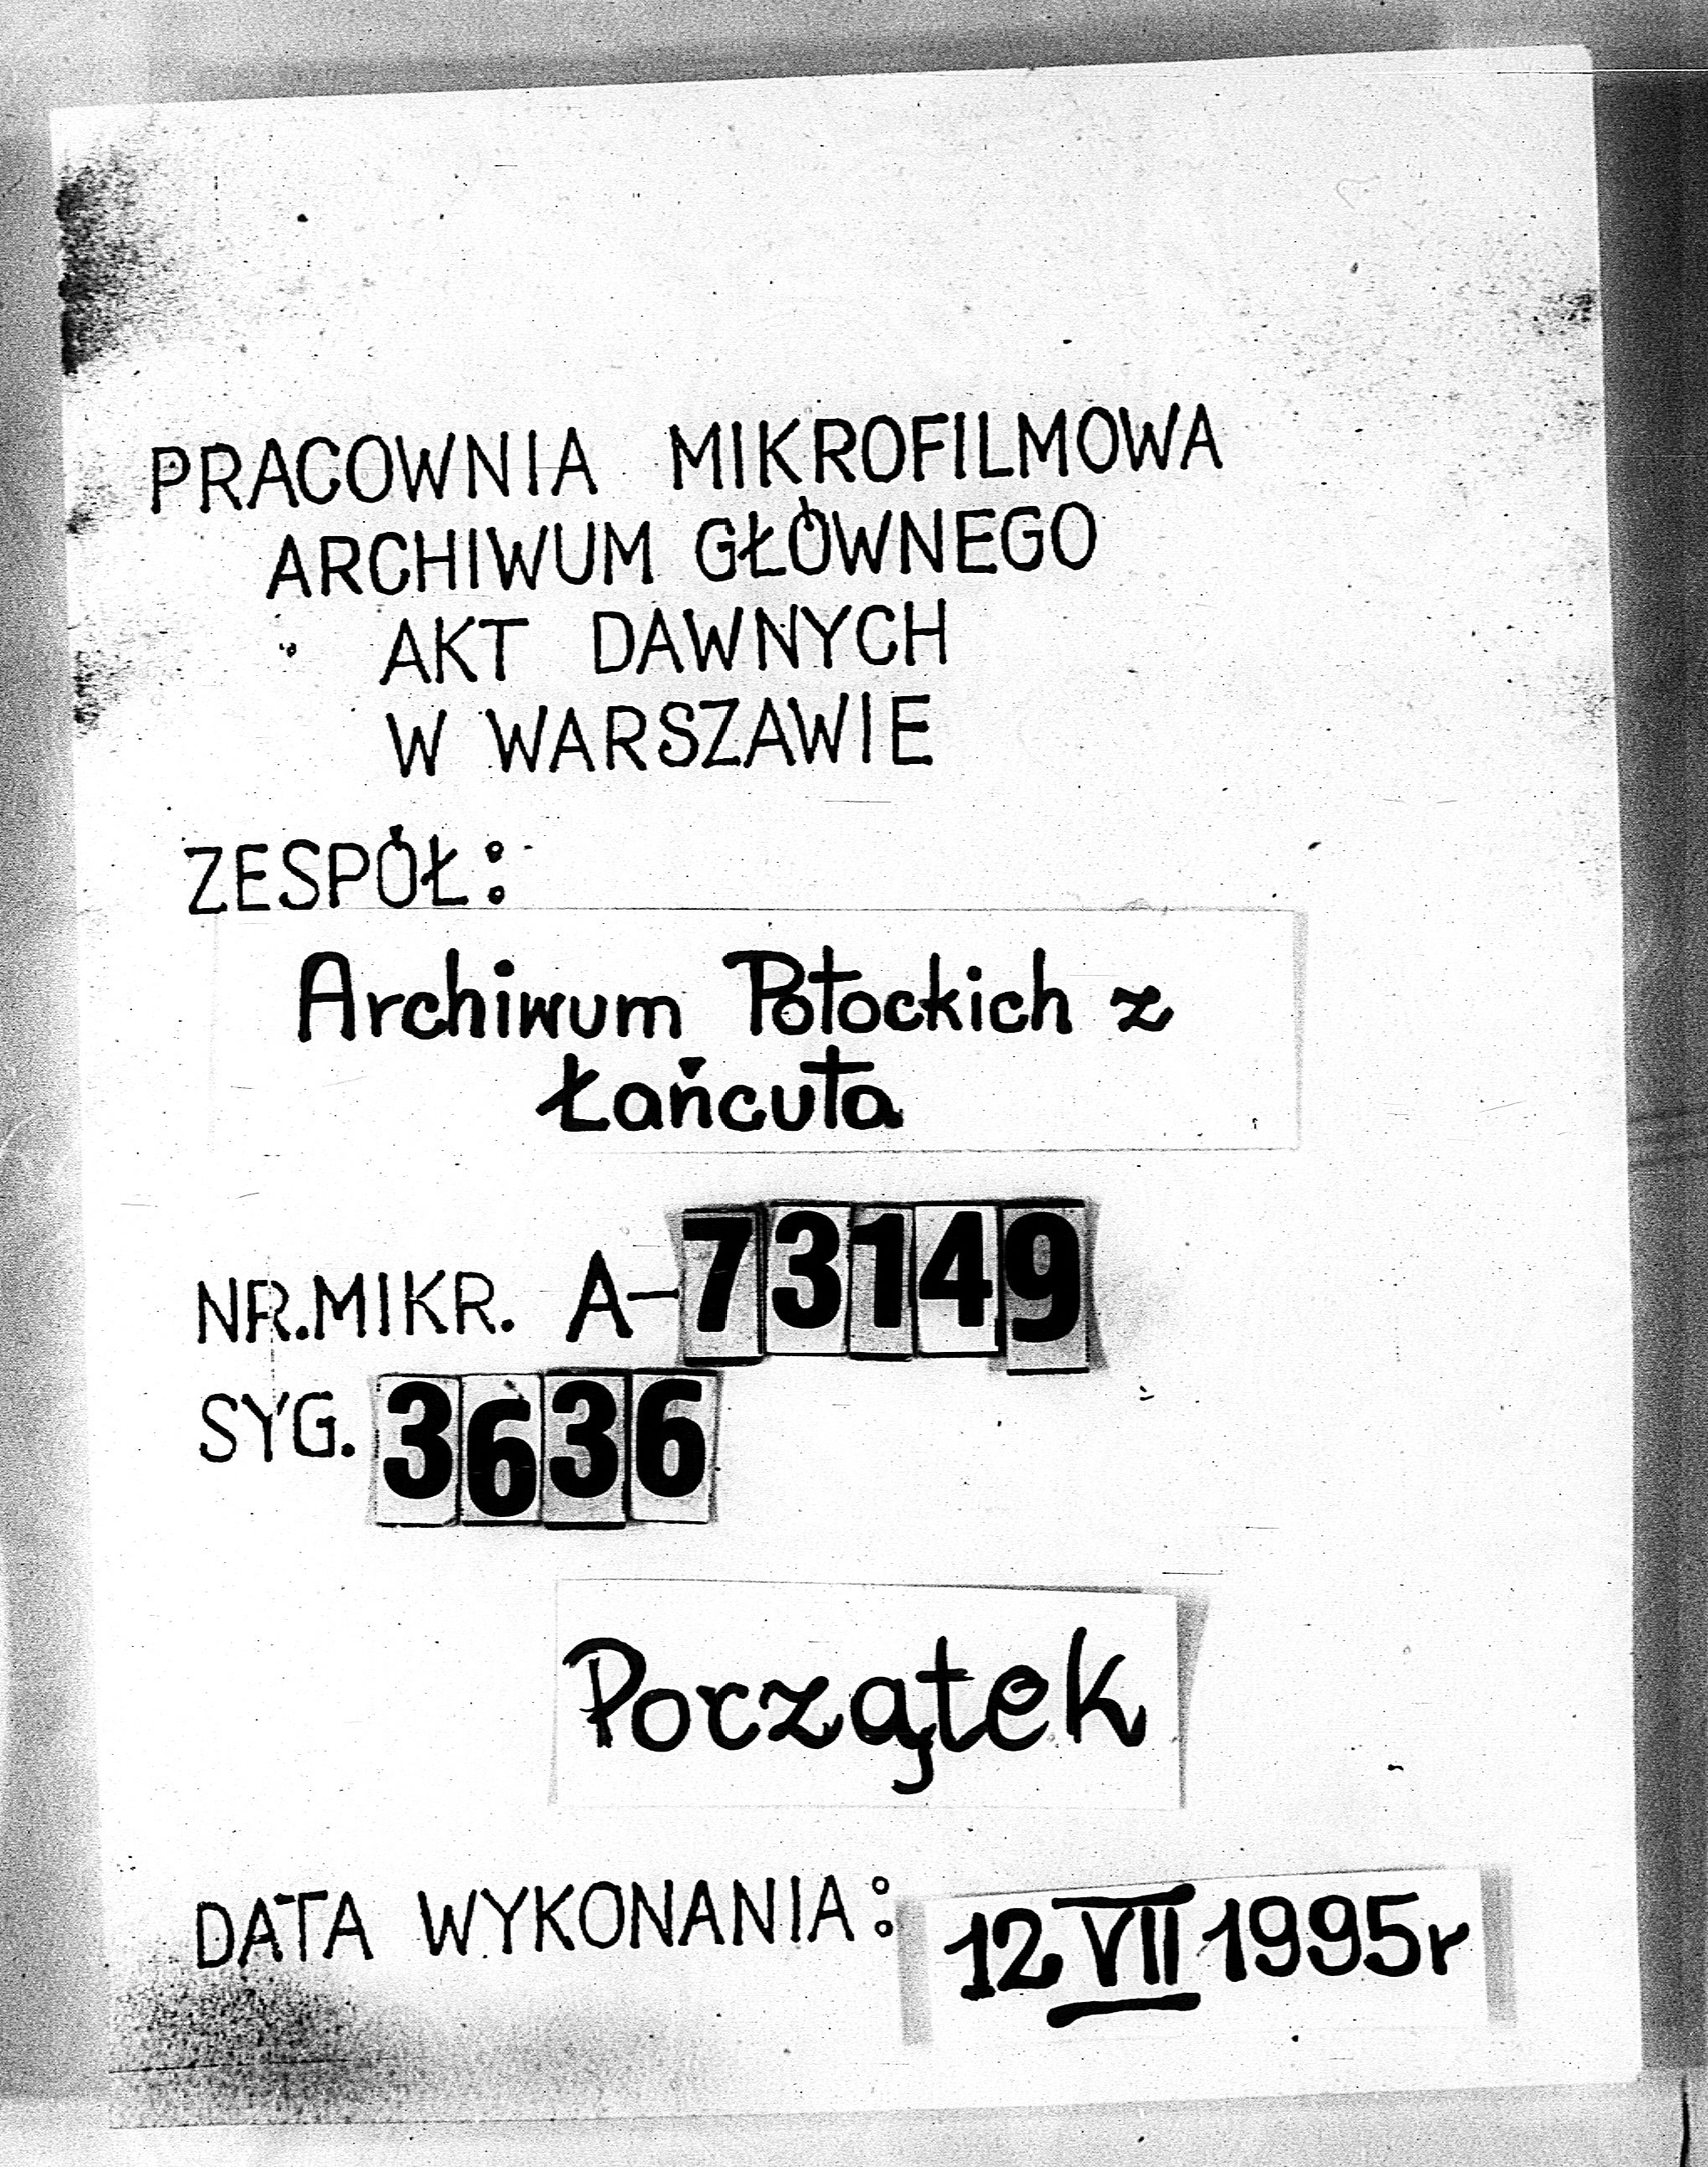 PRACOWNIA MIKROFILMOWA
ARCHIWUM GŁÓWNEGO
AKT DAWNYCH
W WARSZAWIE
ZESPÓŁ:
Archiwum Potockich z
Łańcuta
NR. MIKR. A-73149
SYG. 3636
Początek
DATA WYKONANIA: 12 VII 1995r